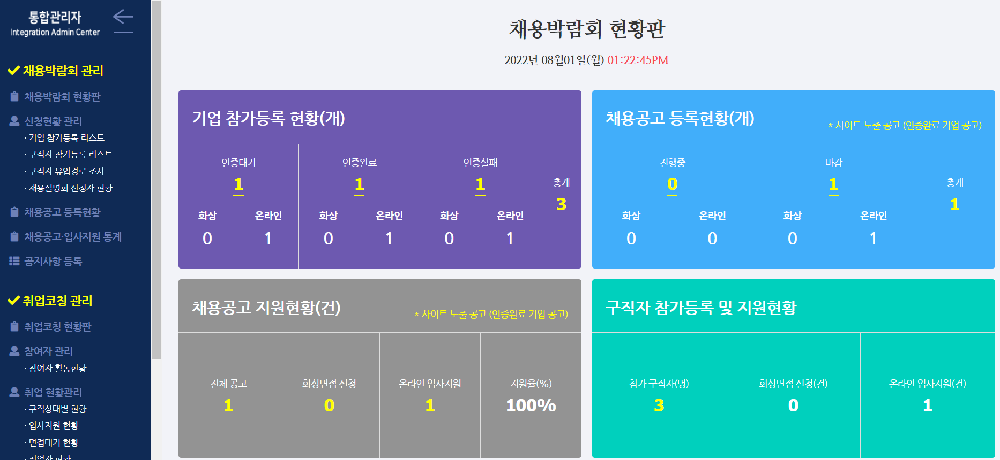 통합관리자
Integration Admin Center
채용박람회 관리
채용박람회 현황판
신청현황 관리
· 기업 참가등록 리스트
· 구직자 참가등록 리스트
· 구직자 유입경로 조사
· 채용설명회 신청자 현황
채용공고 등록현황
채용공고·입사지원 통계
공지사항 등록
취업코칭 관리
취업코칭 현황판
참여자 관리
· 참여자 활동현황
취업 현황관리
· 구직상태별 현황
· 입사지원 현황
· 면접대기 현황
· 취업자 현황
채용박람회 현황판
2022년 08월01일(월) 01:22:45PM
기업 참가등록 현황(개)
인증대기
1
화상 온라인
0 1
인증완료
1
화상 온라인
0 1
인증실패
1
화상 온라인
0 1
총계
3
채용공고 등록현황(개)
* 사이트 노출 공고 (인증완료 기업 공고)
진행중
0
화상 온라인
0 0
마감
1
화상 온라인
0 1
총계
1
채용공고 지원현황(건)
* 사이트 노출 공고 (인증완료 기업 공고)
전체 공고
1
화상면접 신청
0
온라인 입사지원
1
지원율(%)
100%
구직자 참가등록 및 지원현황
참가 구직자(명)
3
화상면접 신청(건)
0
온라인 입사지원(건)
1